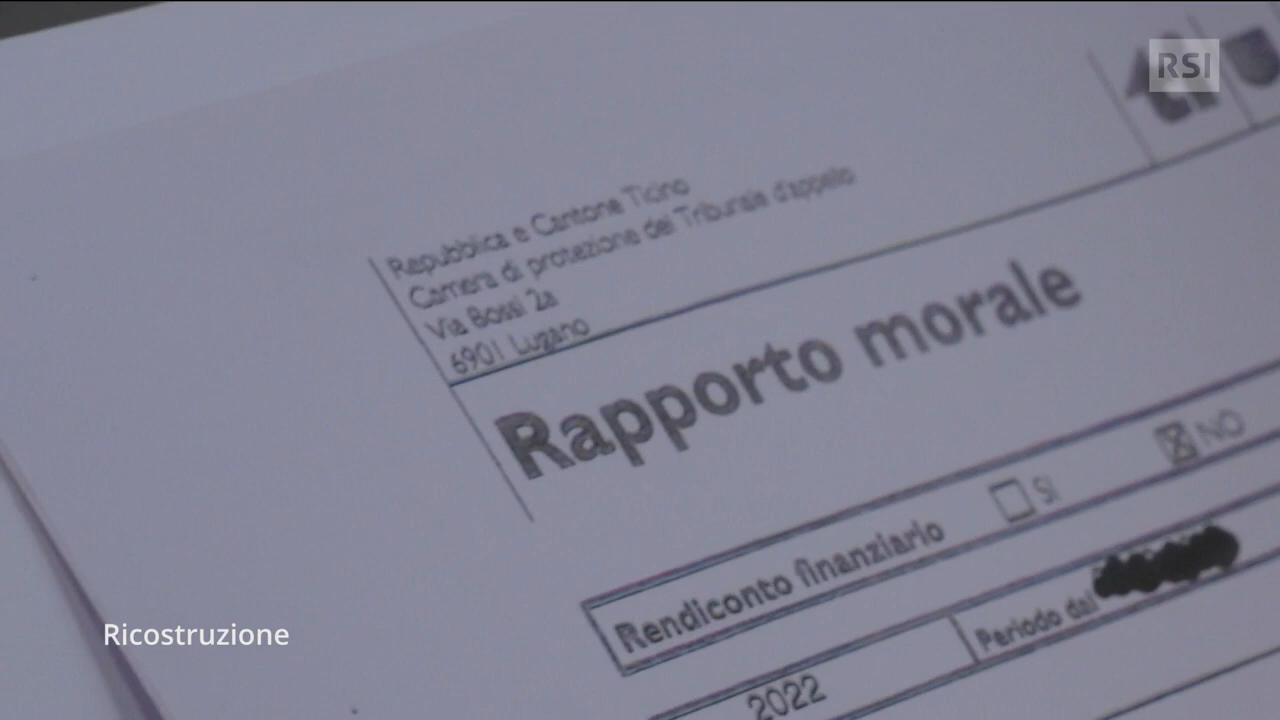 RSI
ti
Repubblica e Cantone Ticino
Camera di protezione del Tribunale d'appello
Via Bossi 2a
6901 Lugano
Rapporto morale
Rendiconto finanziario SI NO
2022 Periodo dal
Ricostruzione